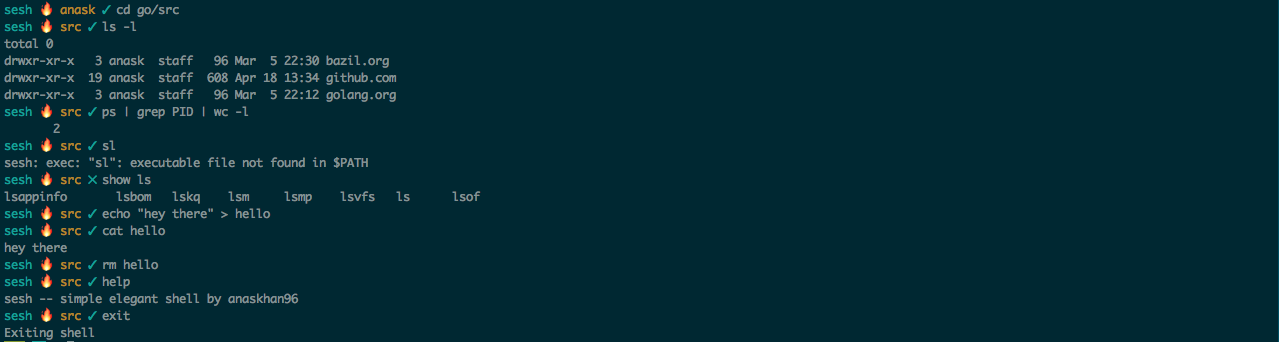 sesh 🔥 anask ✓ cd go/src
sesh 🔥 src ✓ ls -l
total 0
drwxr-xr-x   3 anask  staff   96 Mar  5 22:30 bazil.org
drwxr-xr-x  19 anask  staff  608 Apr 18 13:34 github.com
drwxr-xr-x   3 anask  staff   96 Mar  5 22:12 golang.org
sesh 🔥 src ✓ ps | grep PID | wc -l
       2
sesh 🔥 src ✓ sl
sesh: exec: "sl": executable file not found in $PATH
sesh 🔥 src ✕ show ls
lsappinfo       lsbom   lskq    lsm     lsmp    lsvfs   ls      lsof
sesh 🔥 src ✓ echo "hey there" > hello
sesh 🔥 src ✓ cat hello
hey there
sesh 🔥 src ✓ rm hello
sesh 🔥 src ✓ help
sesh -- simple elegant shell by anaskhan96
sesh 🔥 src ✓ exit
Exiting shell